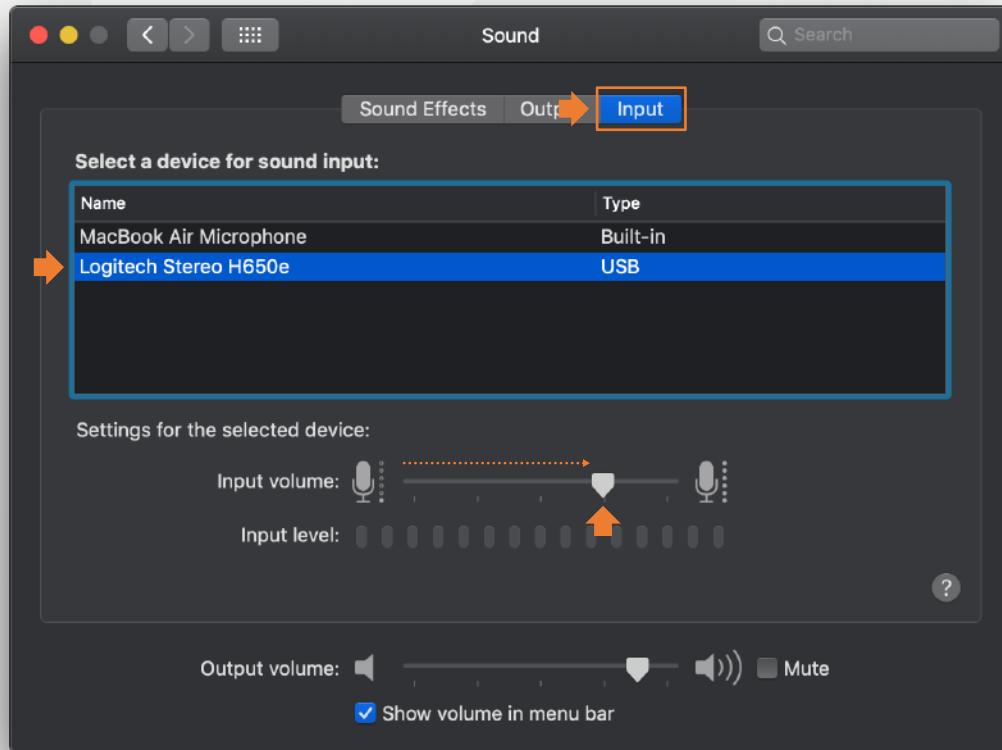 Sound
Search
Sound Effects
Input
Select a device for sound input:
Name Type
MacBook Air Microphone Built-in
Logitech Stereo H650e USB
Settings for the selected device:
Input volume:
Input level:
?
Output volume: Mute
Show volume in menu bar